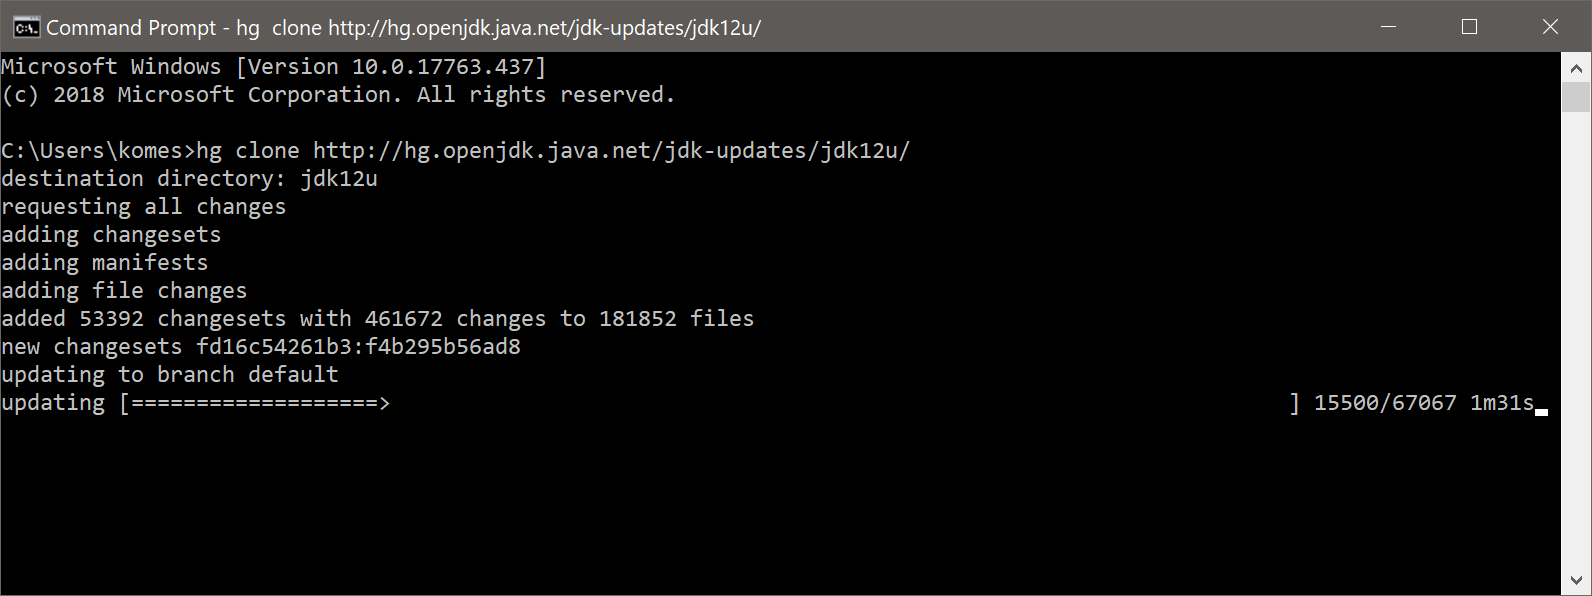 Command Prompt - hg  clone http://hg.openjdk.java.net/jdk-updates/jdk12u/
Microsoft Windows [Version 10.0.17763.437]
(c) 2018 Microsoft Corporation. All rights reserved.
C:\Users\komes>hg clone http://hg.openjdk.java.net/jdk-updates/jdk12u/
destination directory: jdk12u
requesting all changes
adding changesets
adding manifests
adding file changes
added 53392 changesets with 461672 changes to 181852 files
new changesets fd16c54261b3:f4b295b56ad8
updating to branch default
updating [===================>                                                                     ] 15500/67067 1m31s